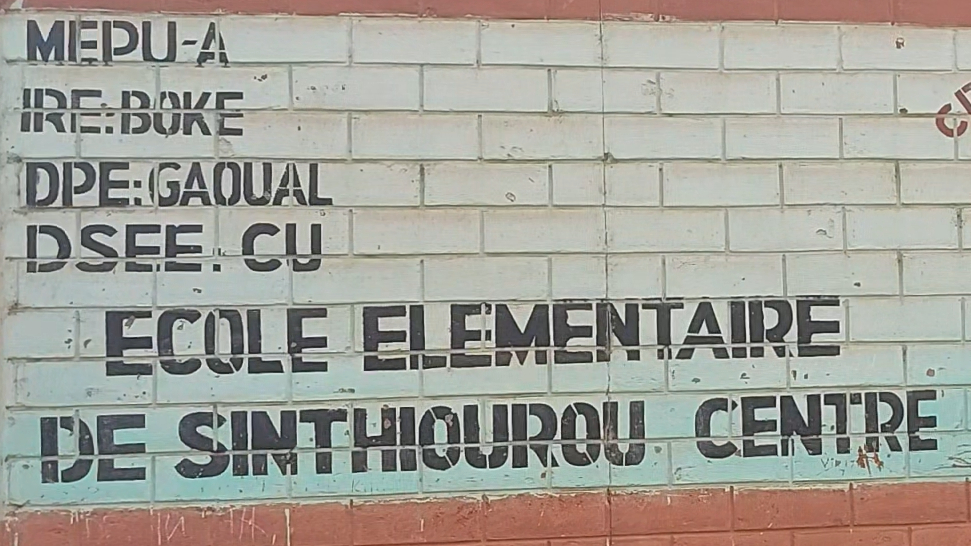 MEPU-A
IRE:BOKE
DPE:GAOUAL
DSEE: CU
ECOLE ELEMENTAIRE
DE SINTHIOUROU CENTRE